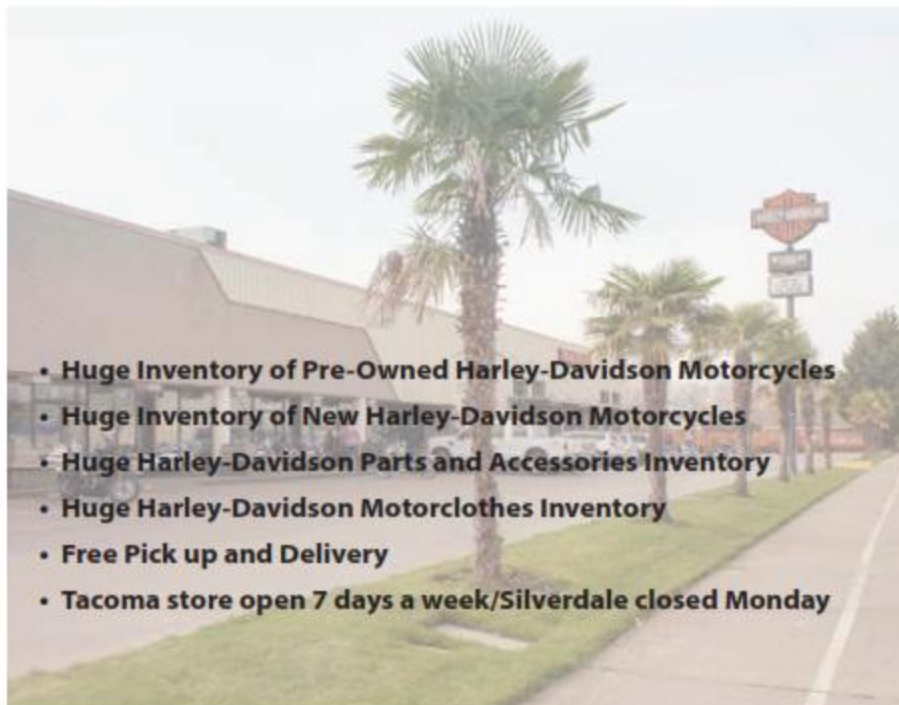 • Huge Inventory of Pre-Owned Harley-Davidson Motorcycles
• Huge Inventory of New Harley-Davidson Motorcycles
• Huge Harley-Davidson Parts and Accessories Inventory
• Huge Harley-Davidson Motorclothes Inventory
• Free Pick up and Delivery
• Tacoma store open 7 days a week/Silverdale closed Monday